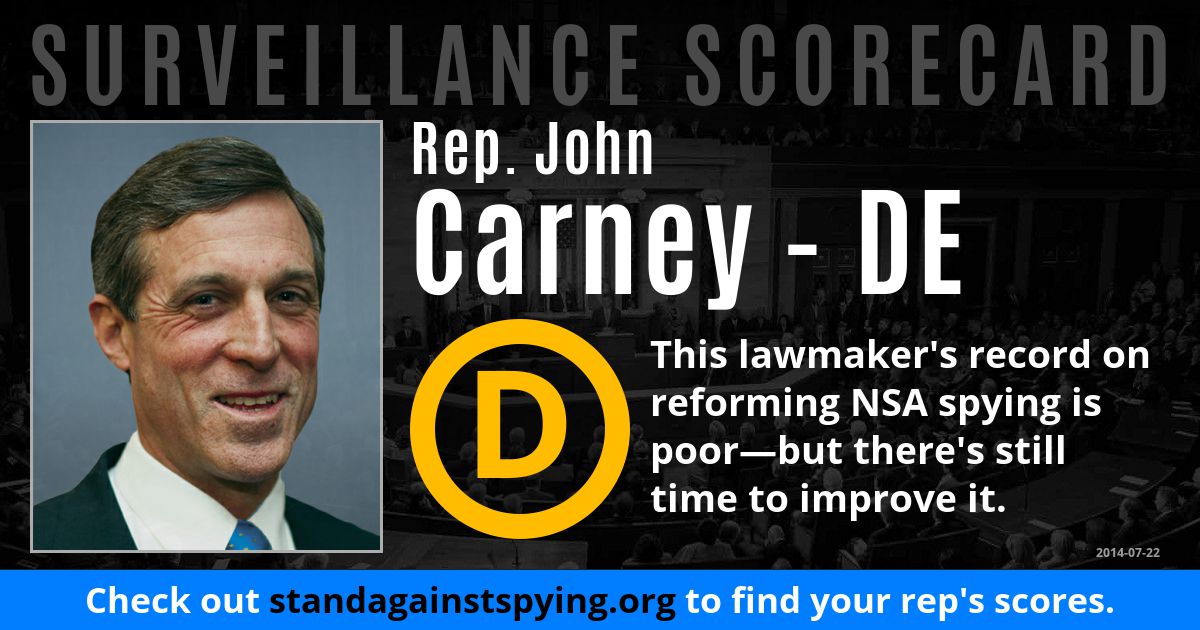 SURVEILLANCE SCORECARD
Rep. John
Carney - DE
D
This lawmaker's record on
reforming NSA spying is
poor—but there's still
time to improve it.
2014-07-22
Check out standagainstspying.org to find your rep's scores.